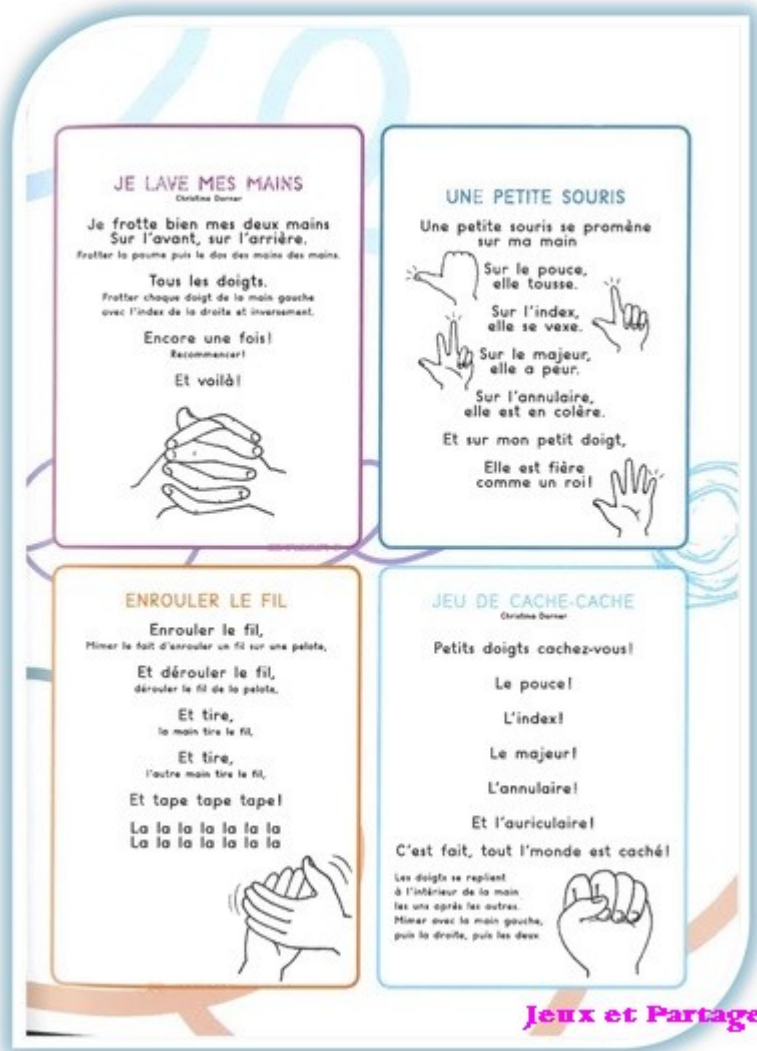 JE LAVE MES MAINS
Christina Dorner
Je frotte bien mes deux mains
Sur l'avant, sur l'arrière.
Frotter la paume puis le dos des mains des mains.
Tous les doigts.
Frotter chaque doigt de la main gauche
avec l'index de la droite et inversement.
Encore une fois!
Recommencer!
Et voilà!
UNE PETITE SOURIS
Une petite souris se promène
sur ma main
Sur le pouce,
elle tousse.
Sur l'index,
elle se vexe.
Sur le majeur,
elle a peur.
Sur l'annulaire,
elle est en colère.
Et sur mon petit doigt,
Elle est fière
comme un roi!
ENROULER LE FIL
Enrouler le fil,
Mimer le fait d'enrouler un fil sur une pelote,
Et dérouler le fil,
dérouler le fil de la pelote,
Et tire,
la main tire le fil,
Et tire,
l'autre main tire le fil,
Et tape tape tape!
La la la la la la la
La la la la la la la
JEU DE CACHE-CACHE
Christina Dorner
Petits doigts cachez-vous!
Le pouce!
L'index!
Le majeur!
L'annulaire!
Et l'auriculaire!
C'est fait, tout l'monde est caché!
Les doigts se replient
à l'intérieur de la main
les uns après les autres.
Mimer avec la main gauche,
puis la droite, puis les deux.
Jeux et Partage